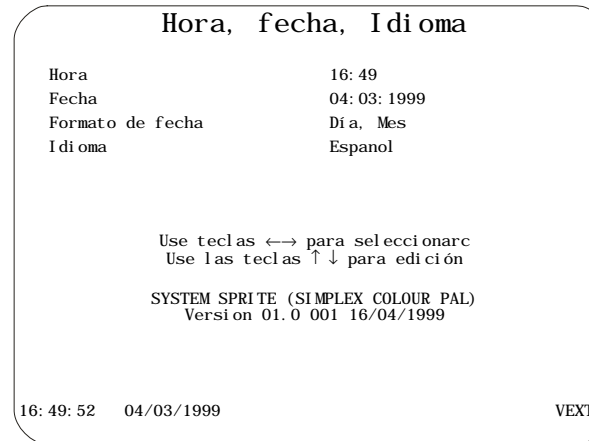 Hora, fecha, Idioma
Hora 16:49
Fecha 04:03:1999
Formato de fecha Día, Mes
Idioma Espanol
Use teclas ←→ para seleccionarc
Use las teclas ↑↓ para edición
SYSTEM SPRITE (SIMPLEX COLOUR PAL)
Version 01.0 001 16/04/1999
16:49:52 04/03/1999 VEXT